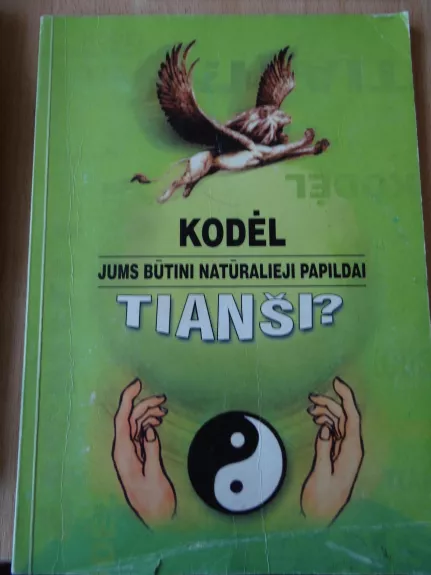 KODĖL
JUMS BŪTINI NATŪRALIEJI PAPILDAI
TIANŠI?